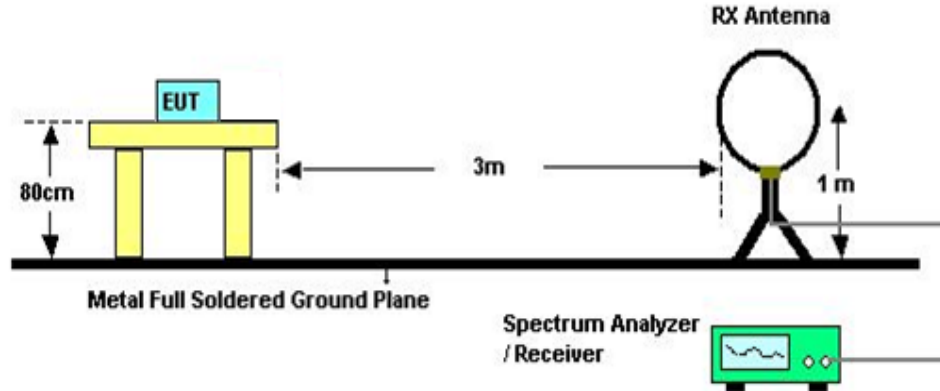 RX Antenna
EUT
3m
80cm
1 m
Metal Full Soldered Ground Plane
Spectrum Analyzer
/ Receiver